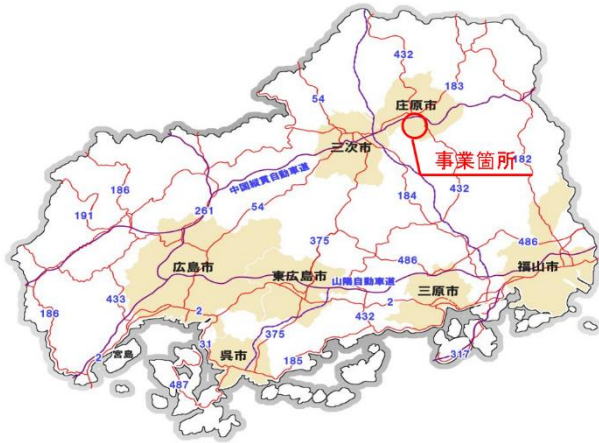 432
183
庄原市
54
三次市
事業箇所
182
中国縦貫自動車道
186
191
261
54
184
432
375
486
486
広島市
東広島市
山陽自動車道
三原市
福山市
433
2
2
432
186
2
宮島
31
呉市
375
185
317
487